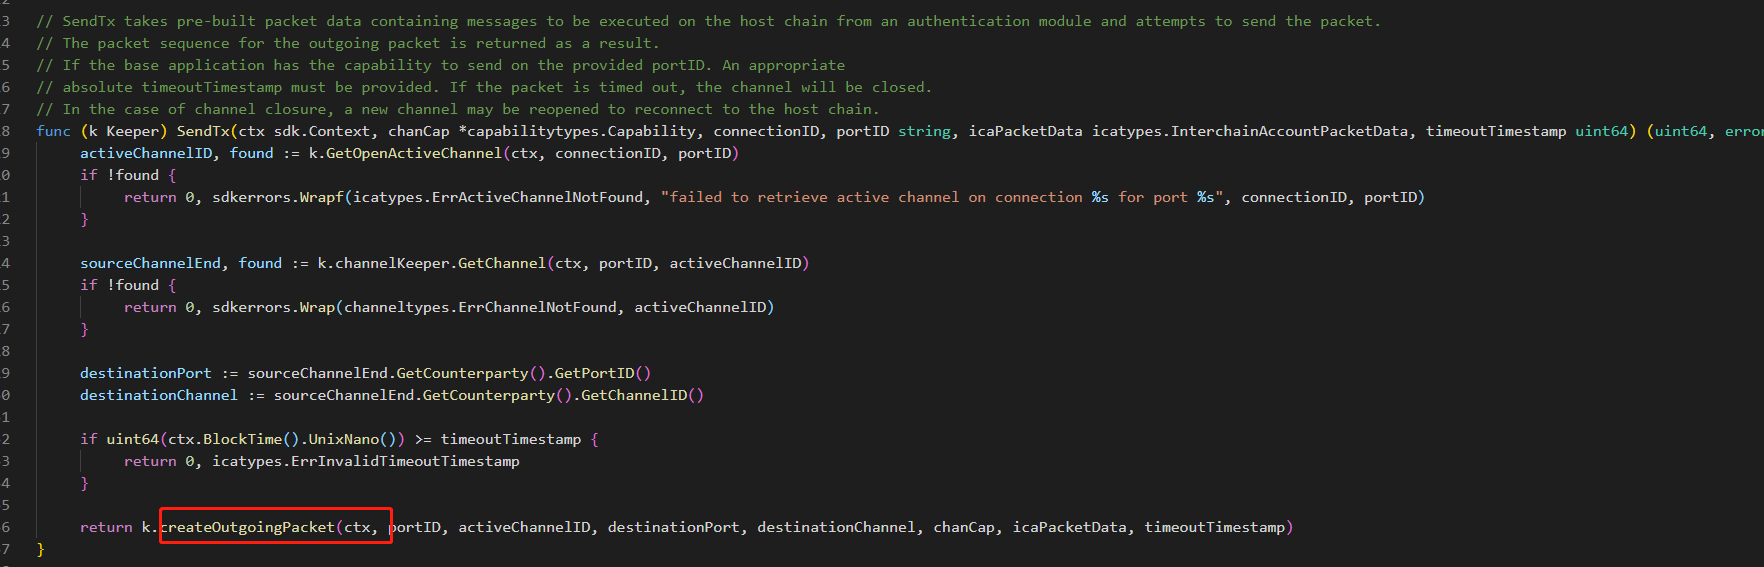 3 // SendTx takes pre-built packet data containing messages to be executed on the host chain from an authentication module and attempts to send the packet.
4 // The packet sequence for the outgoing packet is returned as a result.
5 // If the base application has the capability to send on the provided portID. An appropriate
6 // absolute timeoutTimestamp must be provided. If the packet is timed out, the channel will be closed.
7 // In the case of channel closure, a new channel may be reopened to reconnect to the host chain.
8 func (k Keeper) SendTx(ctx sdk.Context, chanCap *capabilitytypes.Capability, connectionID, portID string, icaPacketData icatypes.InterchainAccountPacketData, timeoutTimestamp uint64) (uint64, error
9 activeChannelID, found := k.GetOpenActiveChannel(ctx, connectionID, portID)
0 if !found {
1 return 0, sdkerrors.Wrapf(icatypes.ErrActiveChannelNotFound, "failed to retrieve active channel on connection %s for port %s", connectionID, portID)
2 }
3
4 sourceChannelEnd, found := k.channelKeeper.GetChannel(ctx, portID, activeChannelID)
5 if !found {
6 return 0, sdkerrors.Wrap(channeltypes.ErrChannelNotFound, activeChannelID)
7 }
8
9 destinationPort := sourceChannelEnd.GetCounterparty().GetPortID()
0 destinationChannel := sourceChannelEnd.GetCounterparty().GetChannelID()
1
2 if uint64(ctx.BlockTime().UnixNano()) >= timeoutTimestamp {
3 return 0, icatypes.ErrInvalidTimeoutTimestamp
4 }
5
6 return k.createOutgoingPacket(ctx, portID, activeChannelID, destinationPort, destinationChannel, chanCap, icaPacketData, timeoutTimestamp)
7 }